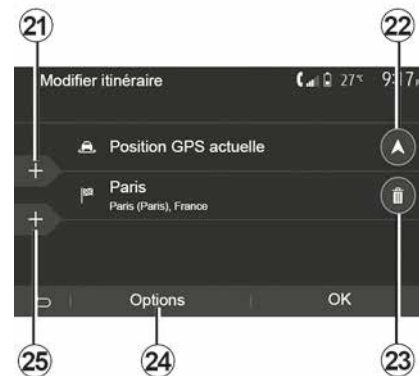 21
22
Modifier itinéraire 27°C 9:17
Position GPS actuelle
+
Paris
Paris (Paris), France
+
Options OK
25
24
23